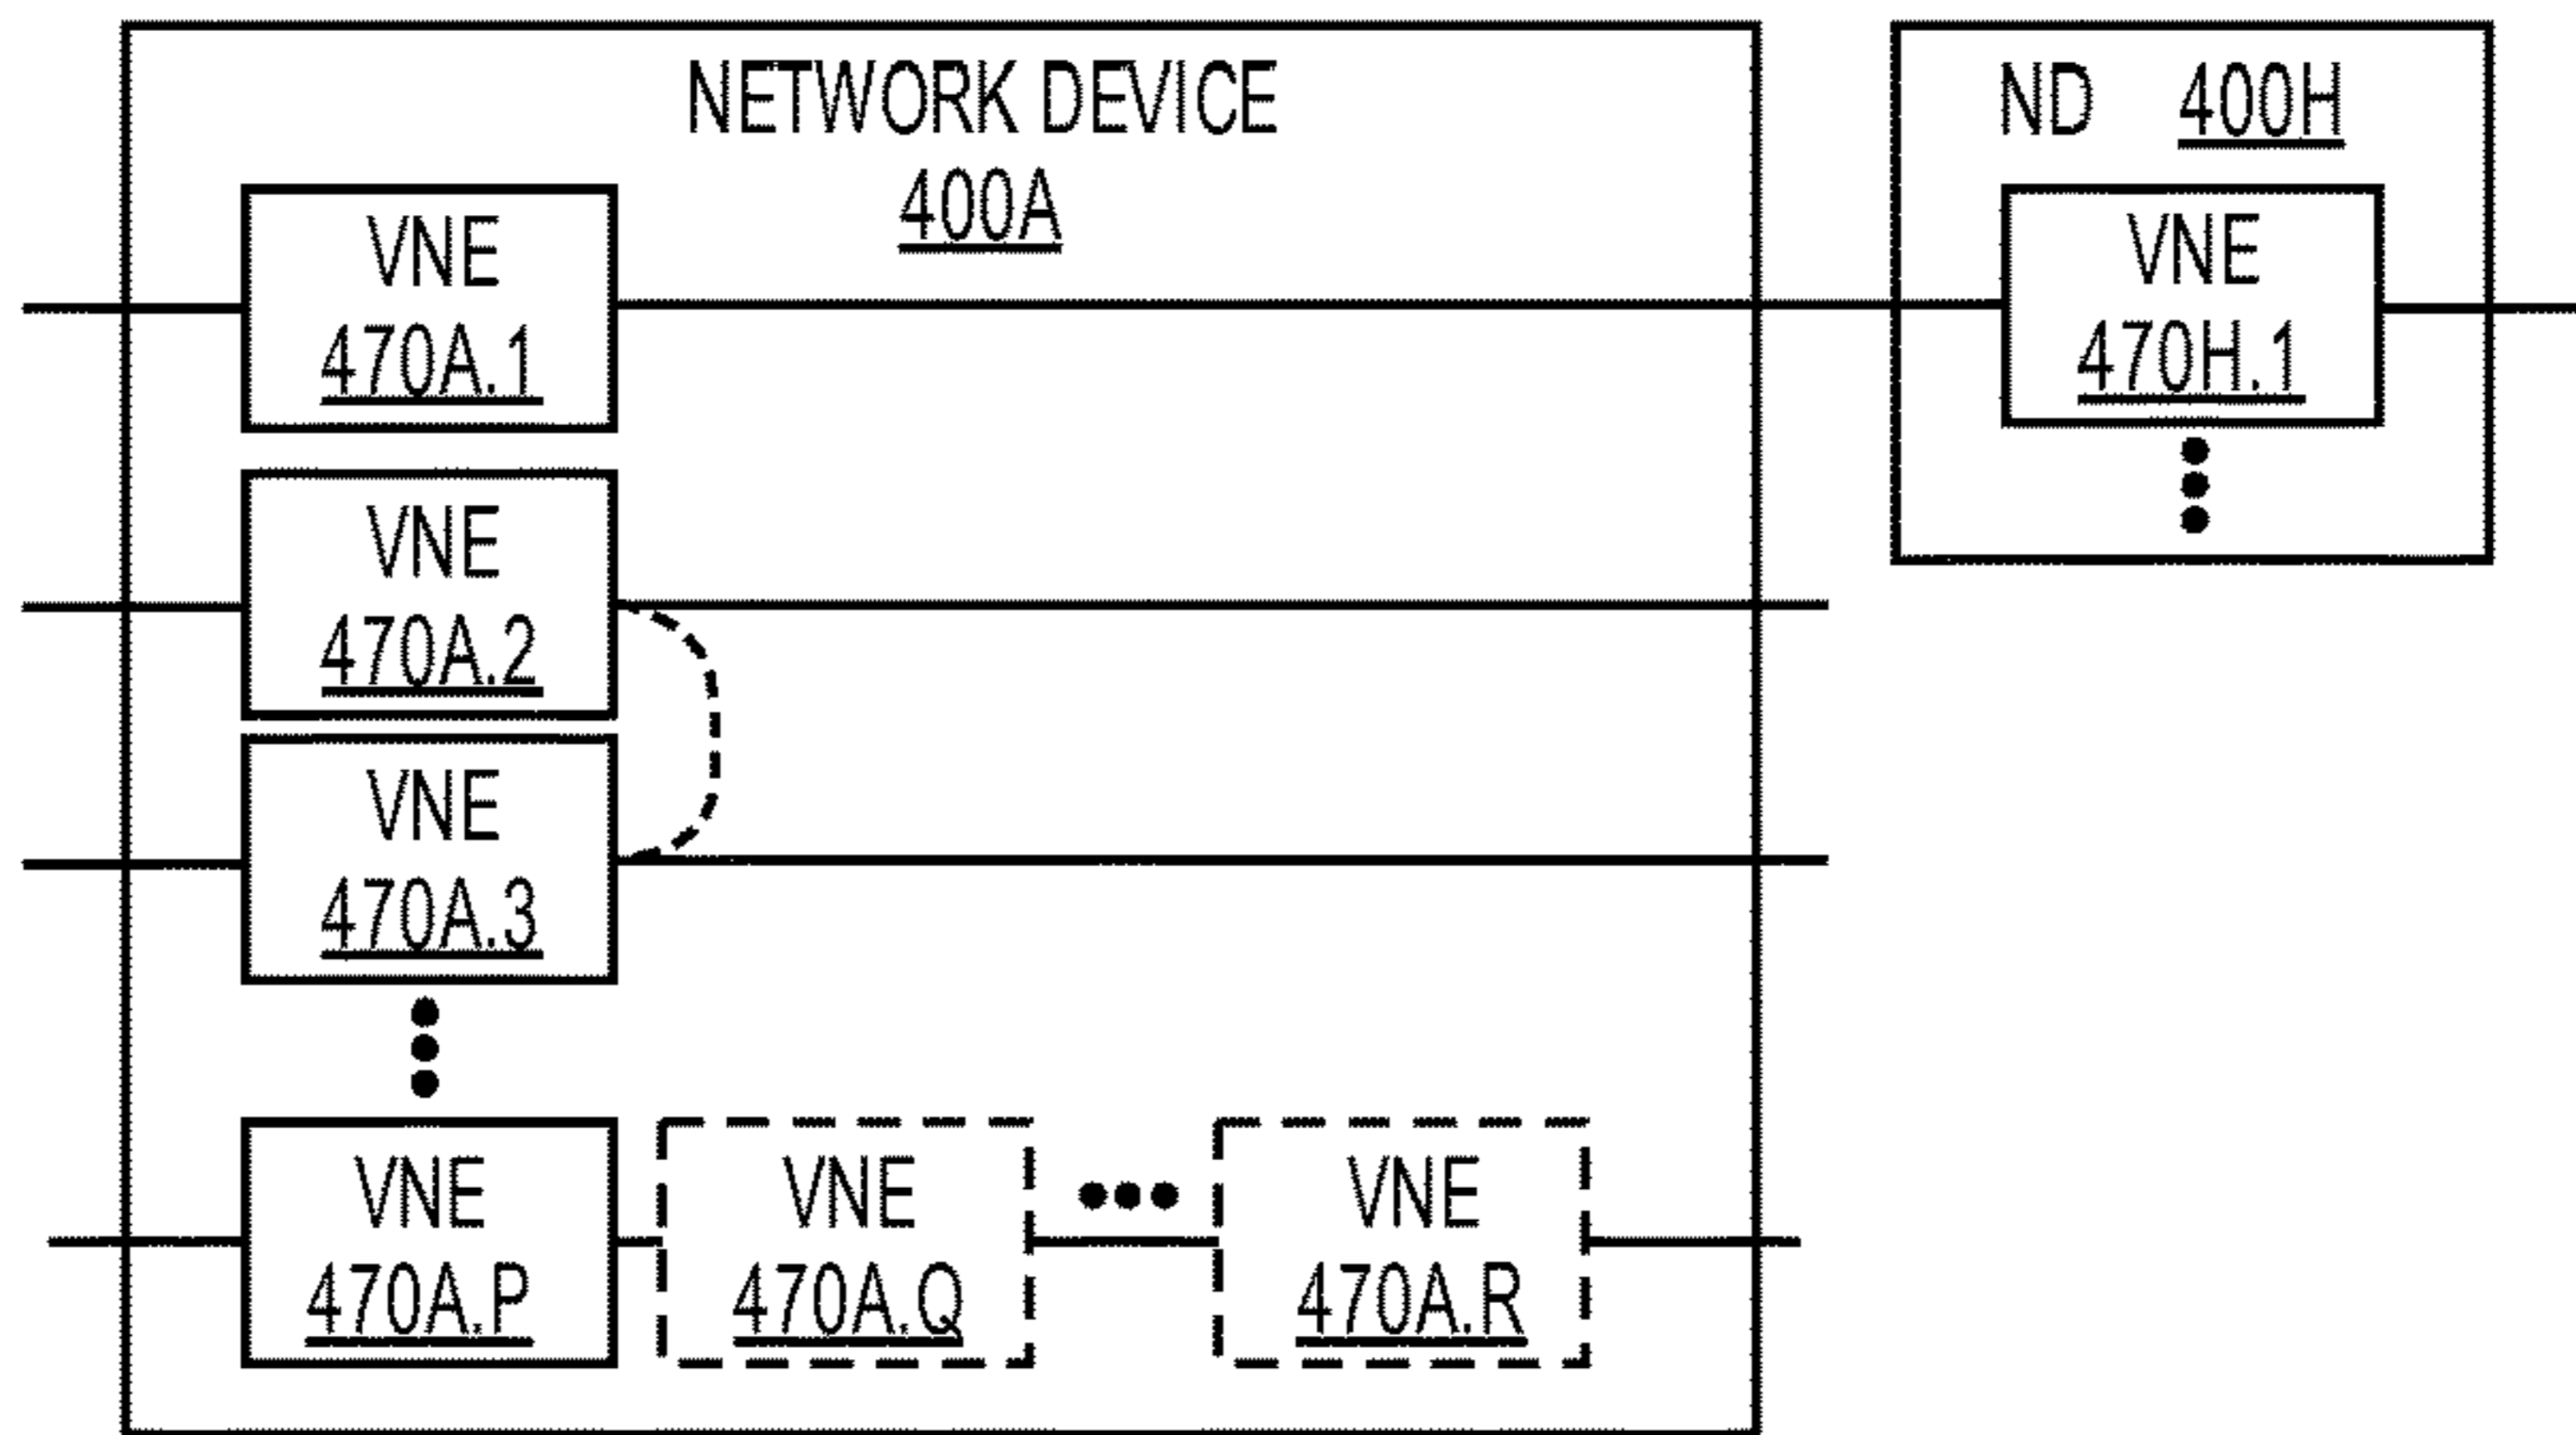 NETWORK DEVICE
400A
VNE
470A.1
VNE
470A.2
VNE
470A.3
VNE
470A.P
VNE
470A.Q
VNE
470A.R
ND 400H
VNE
470H.1